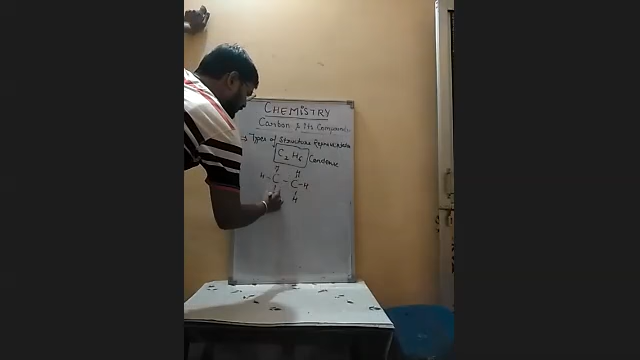 CHEMISTRY
Carbon & Its Compounds
→ Types of Structure Representation
C2H6 Condense
H H
H - C - C - H
H